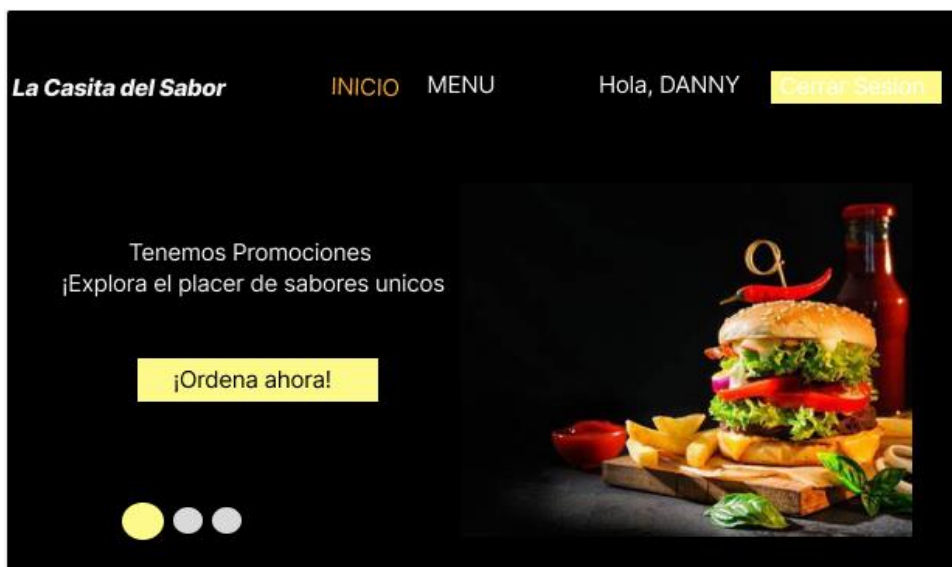 La Casita del Sabor
INICIO
MENU
Hola, DANNY
Cerrar Sesion
Tenemos Promociones
¡Explora el placer de sabores unicos
¡Ordena ahora!